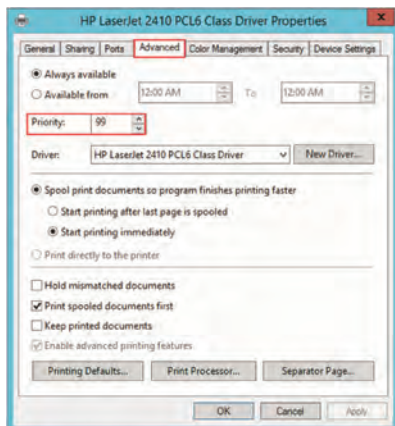 HP LaserJet 2410 PCL6 Class Driver Properties
x
General Sharing Ports Advanced Color Management Security Device Settings
Always available
Available from 12:00 AM To 12:00 AM
Priority: 99
Driver: HP LaserJet 2410 PCL6 Class Driver New Driver...
Spool print documents so program finishes printing faster
Start printing after last page is spooled
Start printing immediately
Print directly to the printer
Hold mismatched documents
Print spooled documents first
Keep printed documents
Enable advanced printing features
Printing Defaults... Print Processor... Separator Page...
OK Cancel Apply